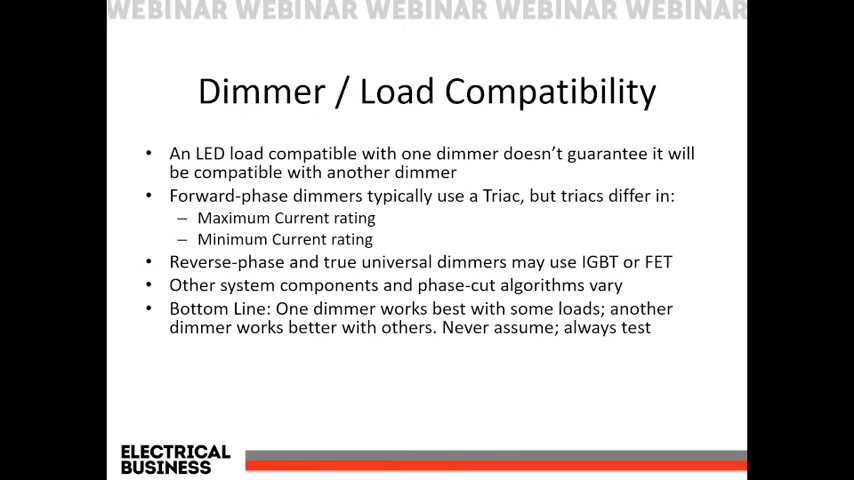 WEBINAR WEBINAR WEBINAR WEBINAR WEBINAR
Dimmer / Load Compatibility
• An LED load compatible with one dimmer doesn't guarantee it will
be compatible with another dimmer
• Forward-phase dimmers typically use a Triac, but triacs differ in:
– Maximum Current rating
– Minimum Current rating
• Reverse-phase and true universal dimmers may use IGBT or FET
• Other system components and phase-cut algorithms vary
• Bottom Line: One dimmer works best with some loads; another
dimmer works better with others. Never assume; always test
ELECTRICAL
BUSINESS